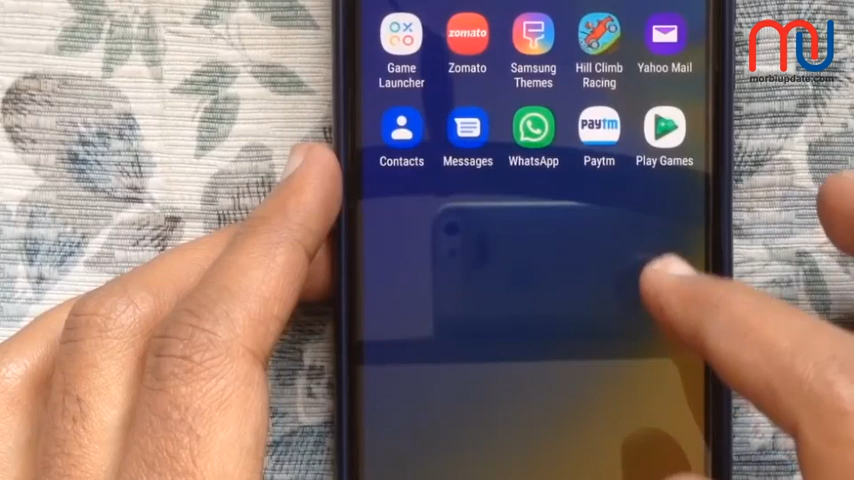 zomato
mu
morbiupdate.com
Game
Launcher
Zomato
Samsung
Themes
Hill Climb
Racing
Yahoo Mail
paytm
Contacts
Messages
WhatsApp
Paytm
Play Games